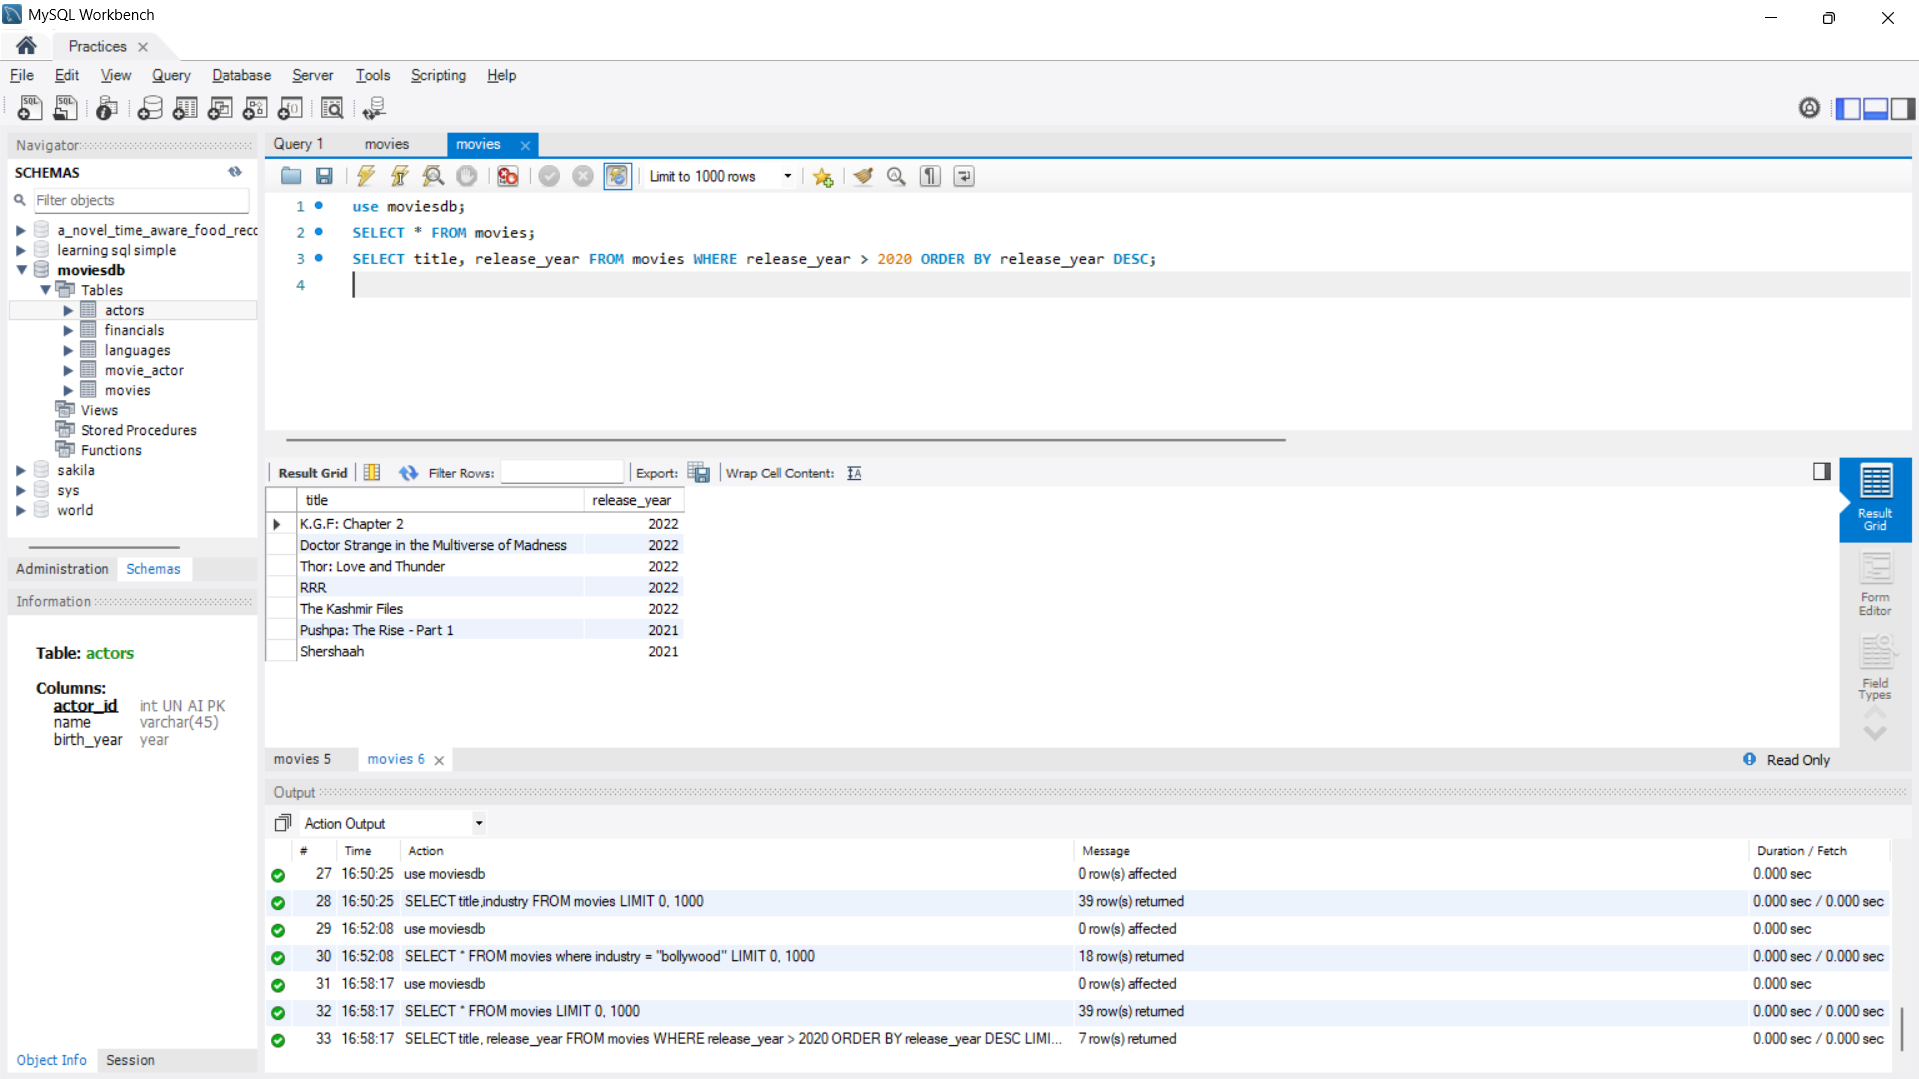 MySQL Workbench
Practices
File Edit View Query Database Server Tools Scripting Help
Navigator
SCHEMAS
Filter objects
a_novel_time_aware_food_recc
learning sql simple
moviesdb
Tables
actors
financials
languages
movie_actor
movies
Views
Stored Procedures
Functions
sakila
sys
world
Administration Schemas
Information
Table: actors
Columns:
actor_id int UN AI PK
name varchar(45)
birth_year year
Object Info Session
Query 1 movies movies
Limit to 1000 rows
1 use moviesdb;
2 SELECT * FROM movies;
3 SELECT title, release_year FROM movies WHERE release_year > 2020 ORDER BY release_year DESC;
4
Result Grid Filter Rows: Export: Wrap Cell Content:
title release_year
K.G.F: Chapter 2 2022
Doctor Strange in the Multiverse of Madness 2022
Thor: Love and Thunder 2022
RRR 2022
The Kashmir Files 2022
Pushpa: The Rise - Part 1 2021
Shershaah 2021
Result
Grid
Form
Editor
Field
Types
movies 5 movies 6 Read Only
Output
Action Output
# Time Action Message Duration / Fetch
27 16:50:25 use moviesdb 0 row(s) affected 0.000 sec
28 16:50:25 SELECT title,industry FROM movies LIMIT 0, 1000 39 row(s) returned 0.000 sec / 0.000 sec
29 16:52:08 use moviesdb 0 row(s) affected 0.000 sec
30 16:52:08 SELECT * FROM movies where industry = "bollywood" LIMIT 0, 1000 18 row(s) returned 0.000 sec / 0.000 sec
31 16:58:17 use moviesdb 0 row(s) affected 0.000 sec
32 16:58:17 SELECT * FROM movies LIMIT 0, 1000 39 row(s) returned 0.000 sec / 0.000 sec
33 16:58:17 SELECT title, release_year FROM movies WHERE release_year > 2020 ORDER BY release_year DESC LIMI... 7 row(s) returned 0.000 sec / 0.000 sec